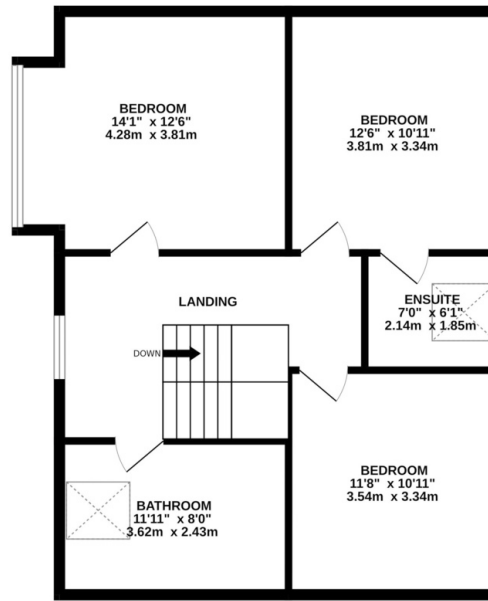 BEDROOM
14'1" x 12'6"
4.28m x 3.81m
BEDROOM
12'6" x 10'11"
3.81m x 3.34m
LANDING
ENSUITE
7'0" x 6'1"
2.14m x 1.85m
DOWN
BEDROOM
11'8" x 10'11"
3.54m x 3.34m
BATHROOM
11'11" x 8'0"
3.62m x 2.43m